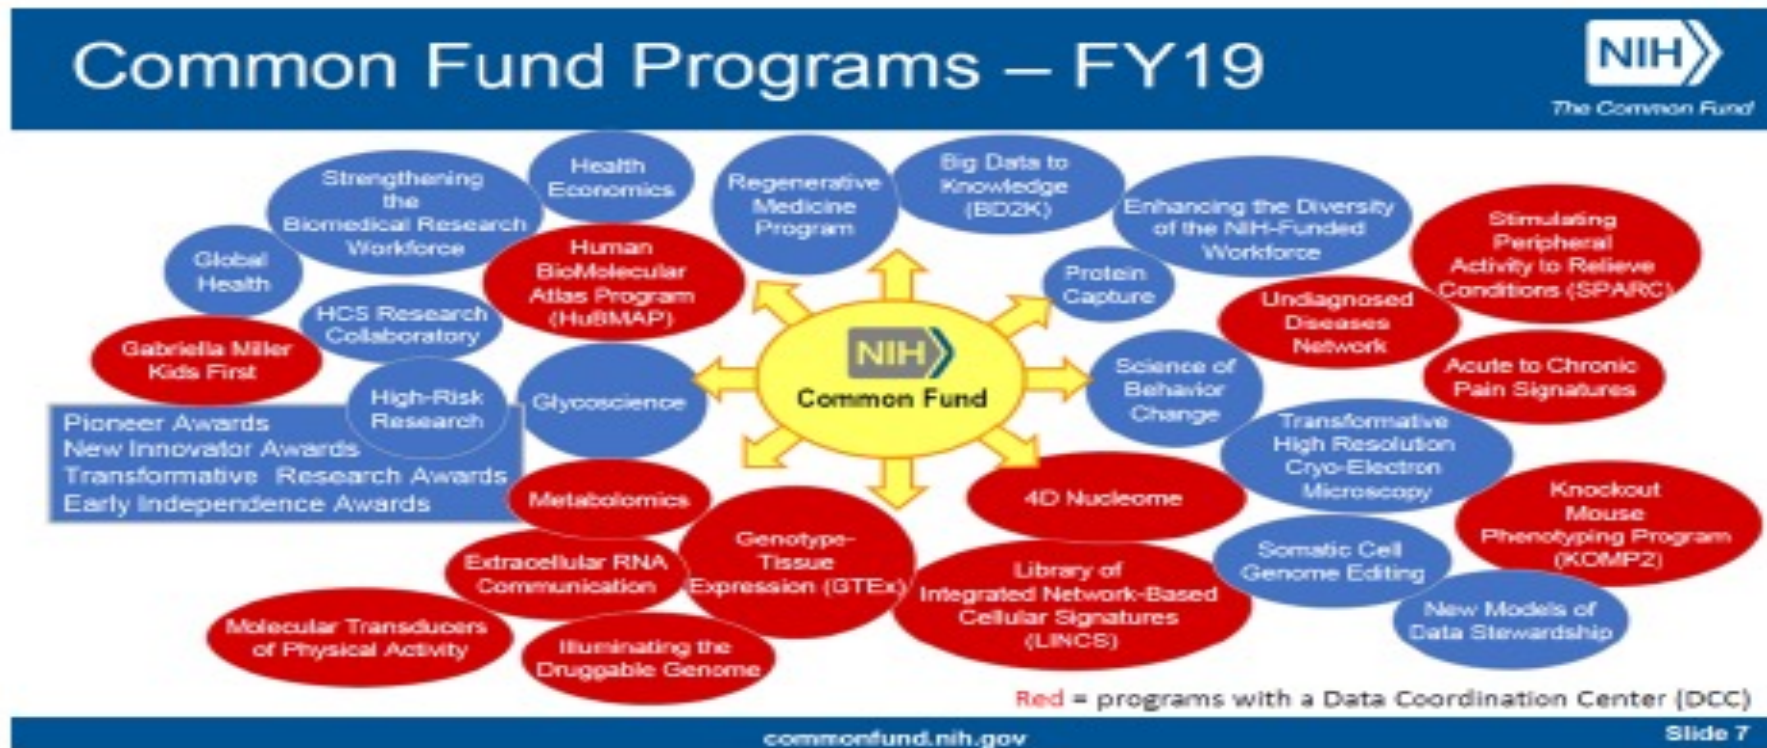 Common Fund Programs – FY19
NIH
The Common Fund
Strengthening
the
Biomedical Research
Workforce
Health
Economics
Regenerative
Medicine
Program
Big Data to
Knowledge
(BD2K)
Enhancing the Diversity
of the NIH-Funded
Workforce
Stimulating
Peripheral
Activity to Relieve
Conditions (SPARC)
Global
Health
Human
BioMolecular
Atlas Program
(HuBMAP)
Protein
Capture
Undiagnosed
Diseases
Network
HCS Research
Collaboratory
Gabriella Miller
Kids First
NIH
Common Fund
Science of
Behavior
Change
Acute to Chronic
Pain Signatures
High-Risk
Research
Glycoscience
Pioneer Awards
New Innovator Awards
Transformative Research Awards
Early Independence Awards
Transformative
High Resolution
Cryo-Electron
Microscopy
Metabolomics
4D Nucleome
Knockout
Mouse
Phenotyping Program
(KOMP2)
Extracellular RNA
Communication
Genotype-
Tissue
Expression (GTEx)
Library of
Integrated Network-Based
Cellular Signatures
(LINCS)
Somatic Cell
Genome Editing
New Models of
Data Stewardship
Molecular Transducers
of Physical Activity
Illuminating the
Druggable Genome
Red = programs with a Data Coordination Center (DCC)
commonfund.nih.gov
Slide 7